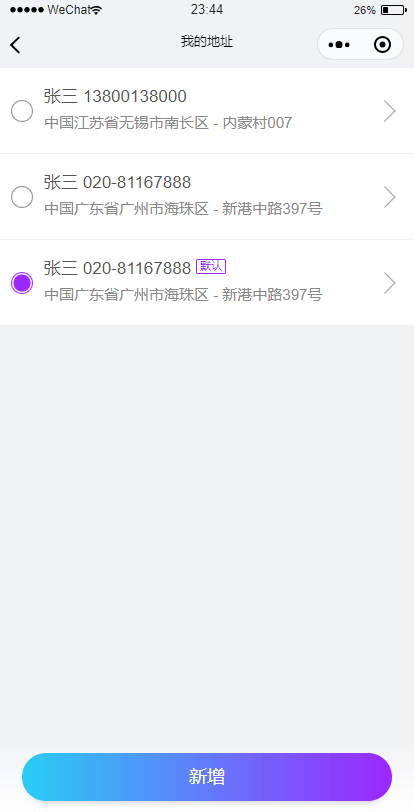 WeChat 23:44 26%
我的地址
张三 13800138000
中国江苏省无锡市南长区 - 内蒙村007
张三 020-81167888
中国广东省广州市海珠区 - 新港中路397号
张三 020-81167888 默认
中国广东省广州市海珠区 - 新港中路397号
新增